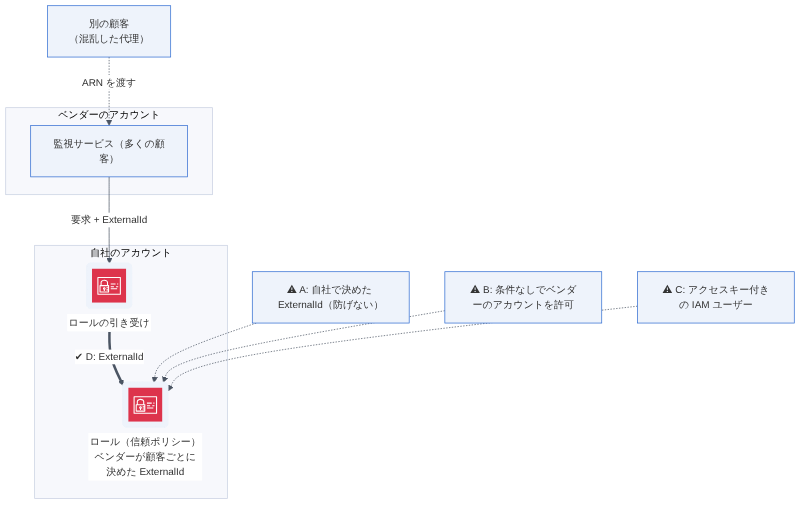 別の顧客
（混乱した代理）
ARN を渡す
ベンダーのアカウント
監視サービス（多くの顧
客）
要求 + ExternalId
自社のアカウント
ロールの引き受け
⚠ A: 自社で決めた
ExternalId（防げない）
⚠ B: 条件なしでベンダ
ーのアカウントを許可
⚠ C: アクセスキー付き
の IAM ユーザー
✔ D: ExternalId
ロール（信頼ポリシー）
ベンダーが顧客ごとに
決めた ExternalId